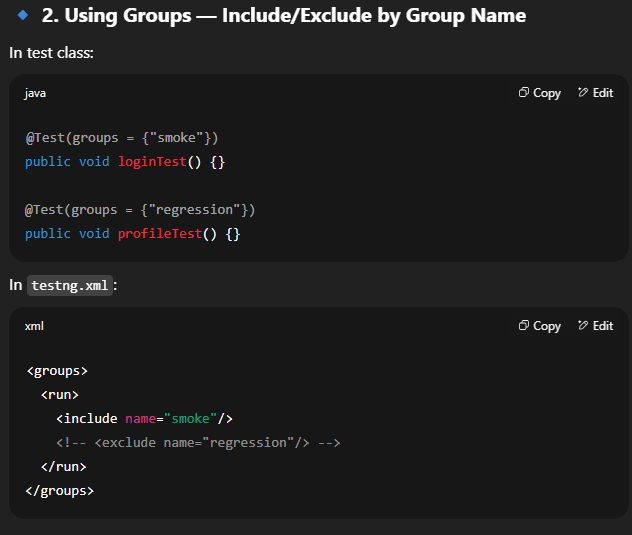 2. Using Groups — Include/Exclude by Group Name
In test class:
java
Copy
Edit
@Test(groups = {"smoke"})
public void loginTest() {}
@Test(groups = {"regression"})
public void profileTest() {}
In testng.xml:
xml
Copy
Edit
<groups>
  <run>
    <include name="smoke"/>
    <!-- <exclude name="regression"/> -->
  </run>
</groups>